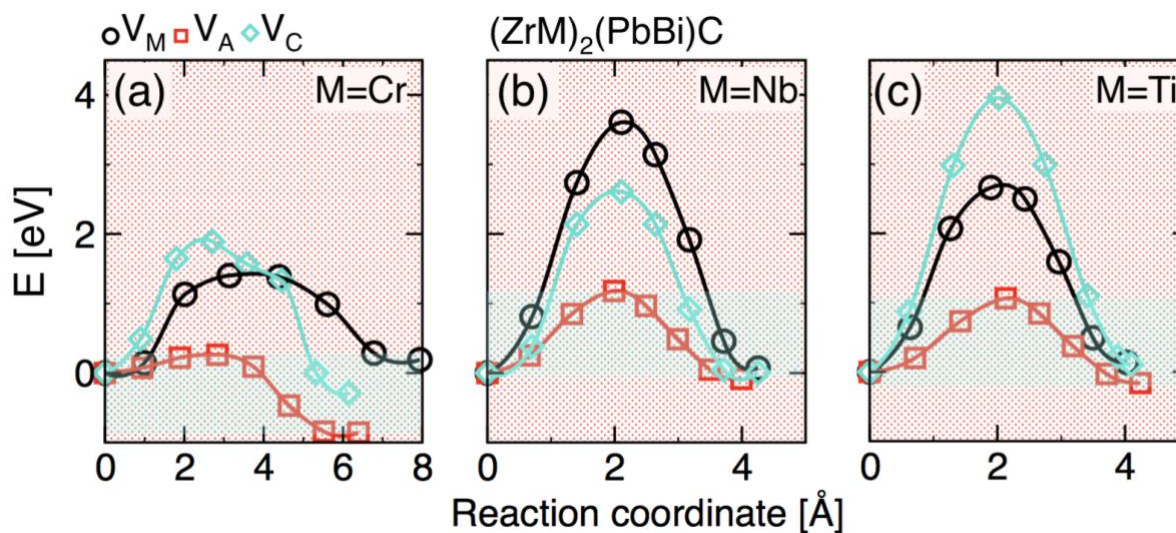 V_M V_A V_C (ZrM)₂(PbBi)C
(a) M=Cr (b) M=Nb (c) M=Ti
4
2
0
E [eV]
0 2 4 6 8 0 2 4 0 2 4
Reaction coordinate [Å]